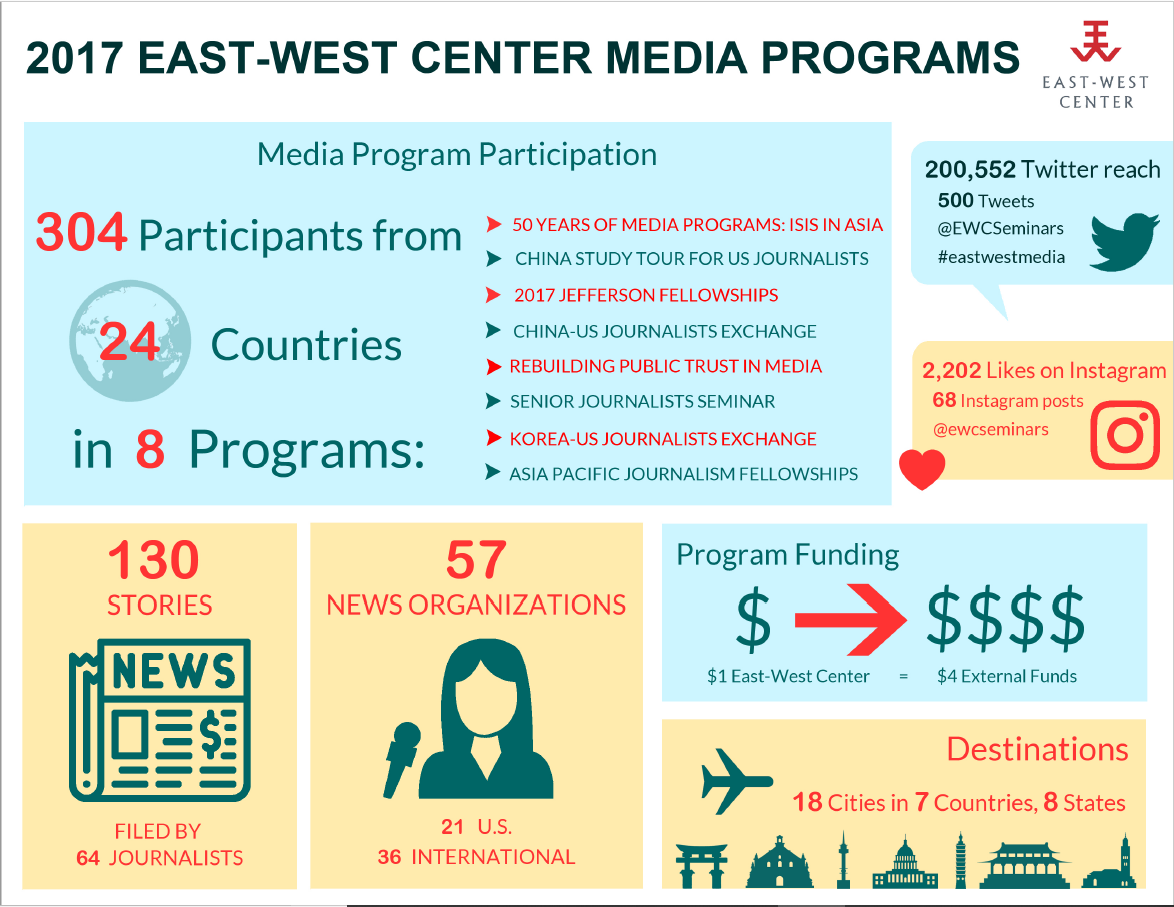 2017 EAST-WEST CENTER MEDIA PROGRAMS
EAST-WEST
CENTER
Media Program Participation
304 Participants from
24 Countries
in 8 Programs:
50 YEARS OF MEDIA PROGRAMS: ISIS IN ASIA
CHINA STUDY TOUR FOR US JOURNALISTS
2017 JEFFERSON FELLOWSHIPS
CHINA-US JOURNALISTS EXCHANGE
REBUILDING PUBLIC TRUST IN MEDIA
SENIOR JOURNALISTS SEMINAR
KOREA-US JOURNALISTS EXCHANGE
ASIA PACIFIC JOURNALISM FELLOWSHIPS
200,552 Twitter reach
500 Tweets
@EWCSeminars
#eastwestmedia
2,202 Likes on Instagram
68 Instagram posts
@ewcseminars
130
STORIES
NEWS
$
FILED BY
64 JOURNALISTS
57
NEWS ORGANIZATIONS
21 U.S.
36 INTERNATIONAL
Program Funding
$ $$$$
$1 East-West Center = $4 External Funds
Destinations
18 Cities in 7 Countries, 8 States